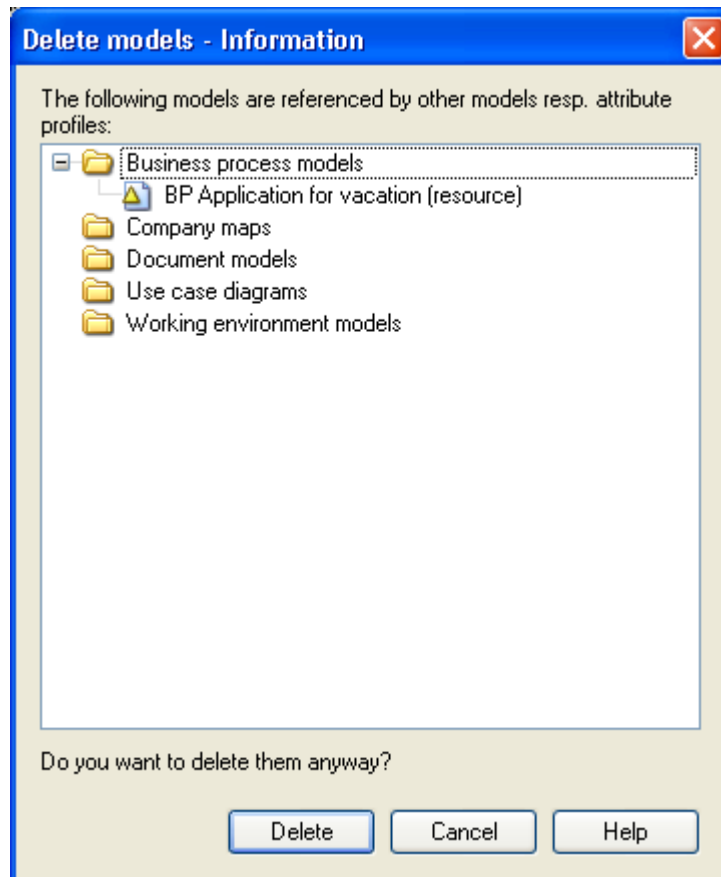 Delete models - Information
The following models are referenced by other models resp. attribute
profiles:
Business process models
BP Application for vacation (resource)
Company maps
Document models
Use case diagrams
Working environment models
Do you want to delete them anyway?
Delete Cancel Help